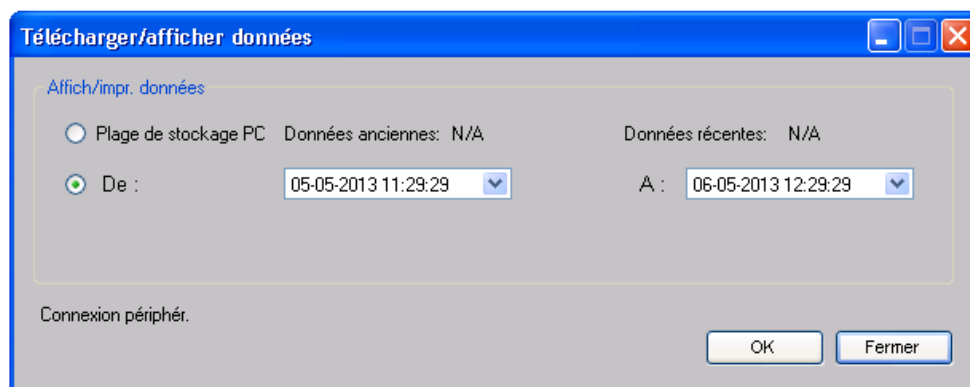 Télécharger/afficher données
Affich/impr. données
Plage de stockage PC Données anciennes: N/A Données récentes: N/A
De : 05-05-2013 11:29:29 A : 06-05-2013 12:29:29
Connexion périphér.
OK Fermer